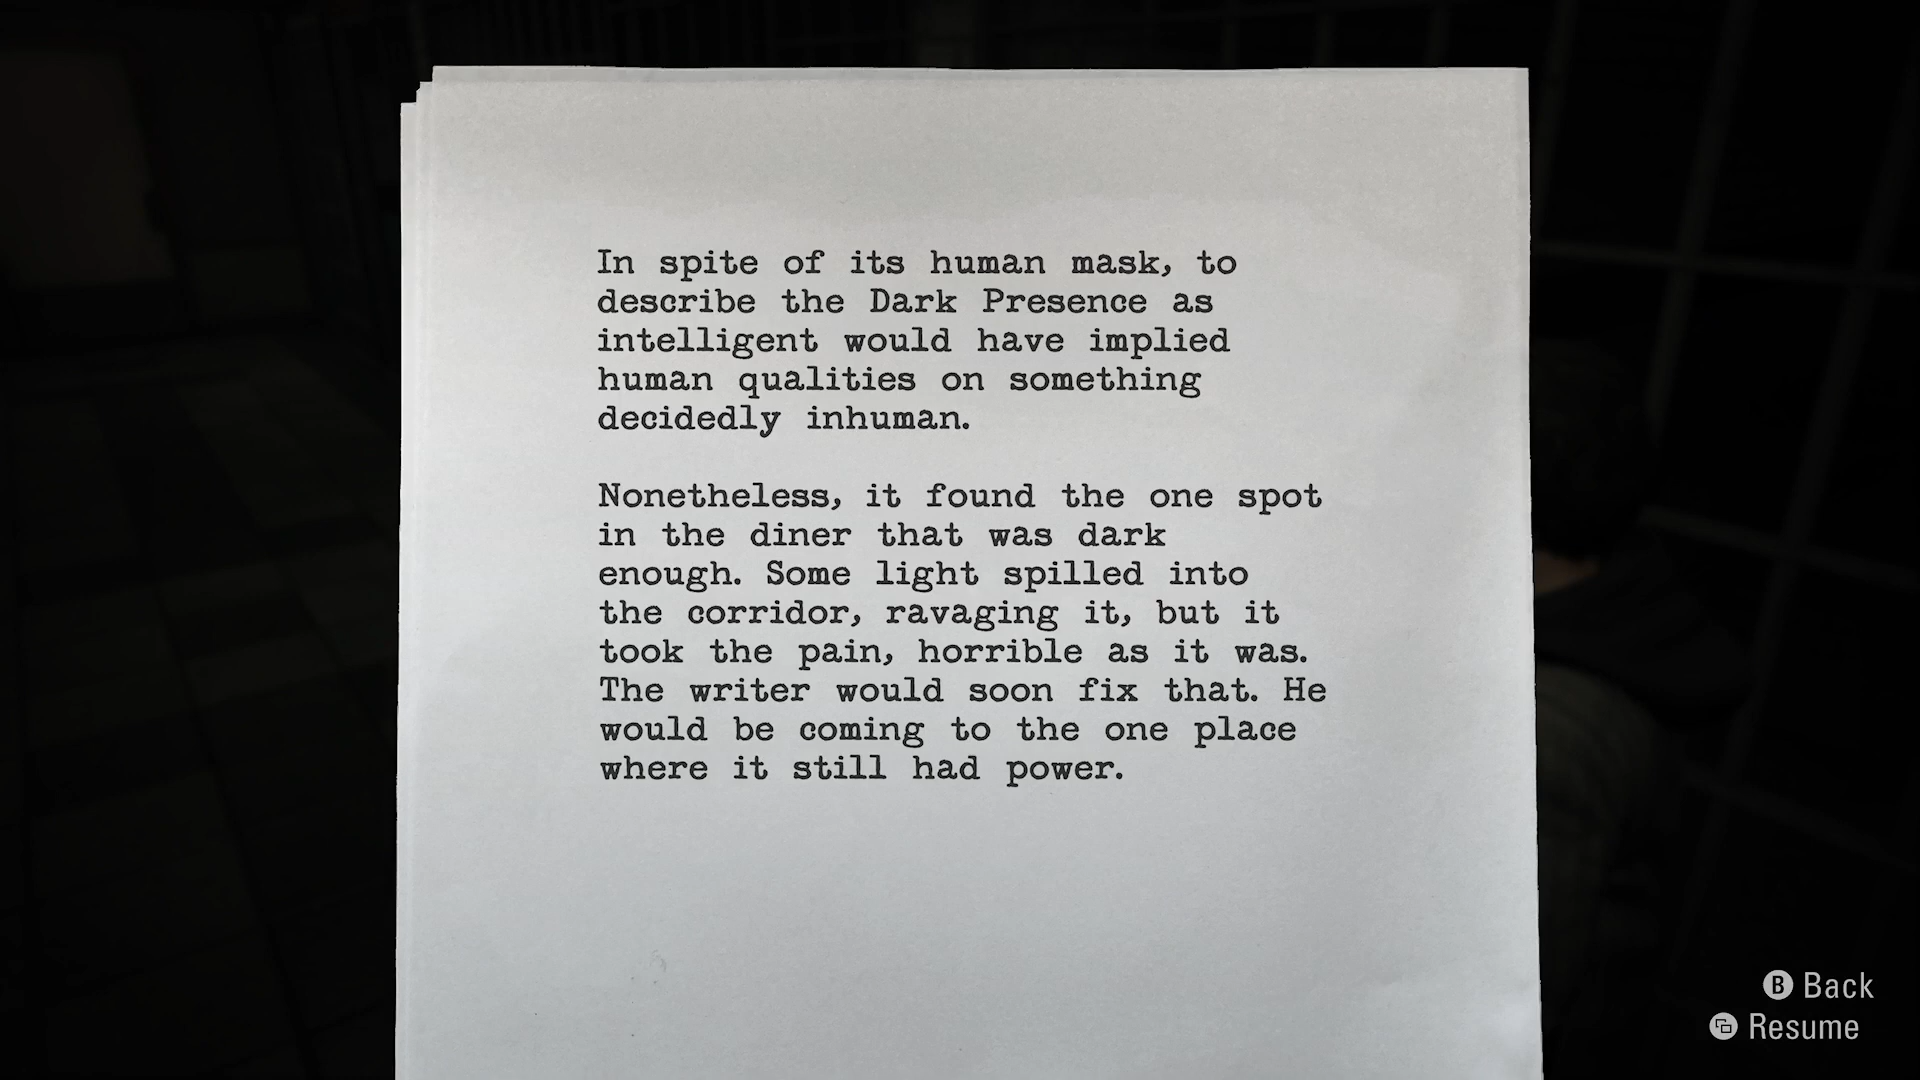 In spite of its human mask, to
describe the Dark Presence as
intelligent would have implied
human qualities on something
decidedly inhuman.
Nonetheless, it found the one spot
in the diner that was dark
enough. Some light spilled into
the corridor, ravaging it, but it
took the pain, horrible as it was.
The writer would soon fix that. He
would be coming to the one place
where it still had power.
B Back
Resume